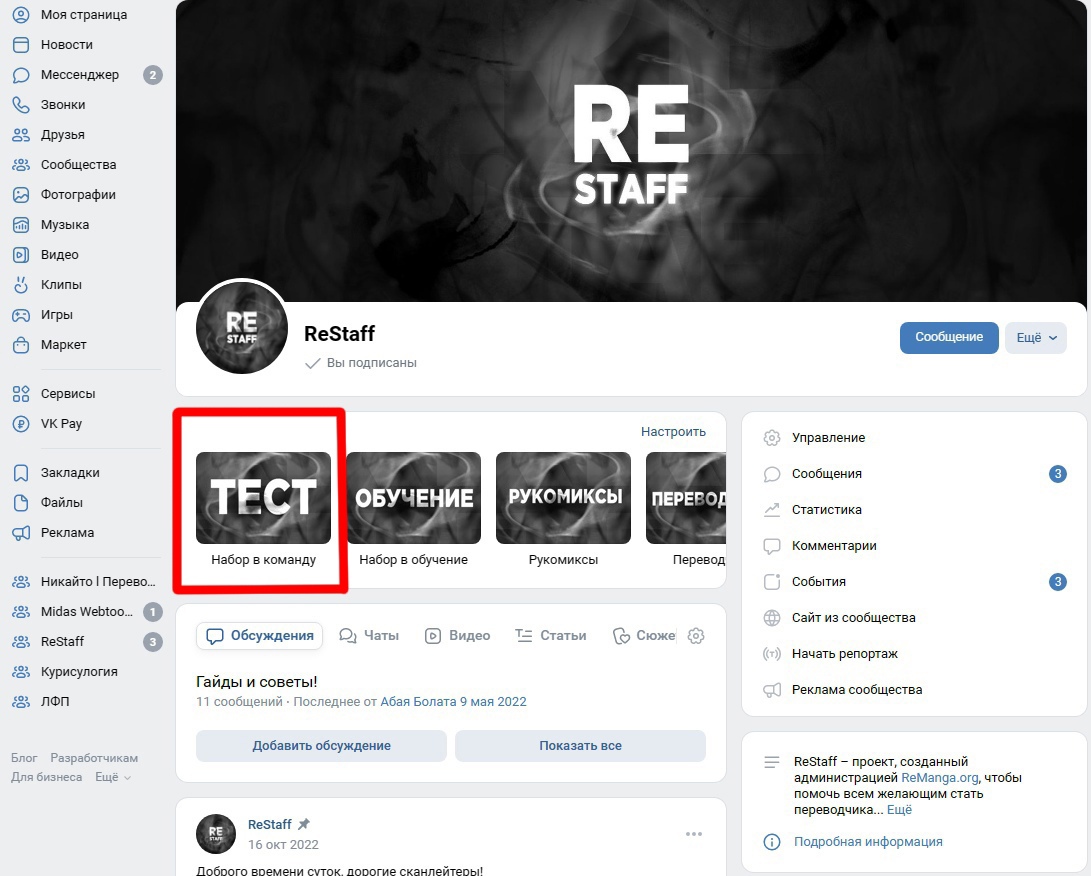 Моя страница
Новости
Мессенджер 2
Звонки
Друзья
Сообщества
Фотографии
Музыка
Видео
Клипы
Игры
Маркет
Сервисы
VK Pay
Закладки
Файлы
Реклама
Никайто l Перево...
Midas Webtoo... 1
ReStaff 3
Курисулогия
ЛФП
Блог Разработчикам
Для бизнеса Ещё
RE
STAFF
RE
STAFF
ReStaff
Вы подписаны
Сообщение
Ещё
Настроить
ТЕСТ
Набор в команду
ОБУЧЕНИЕ
Набор в обучение
РУКОМИКСЫ
Рукомиксы
ПЕРЕВОД
Перевод
Обсуждения Чаты Видео Статьи Сюже
Гайды и советы!
11 сообщений · Последнее от Абая Болата 9 мая 2022
Добавить обсуждение
Показать все
RE
STAFF
ReStaff
16 окт 2022
Доброго времени суток, дорогие сканлейтеры!
Управление
Сообщения 3
Статистика
Комментарии
События 3
Сайт из сообщества
Начать репортаж
Реклама сообщества
ReStaff – проект, созданный
администрацией ReManga.org, чтобы
помочь всем желающим стать
переводчика... Ещё
Подробная информация